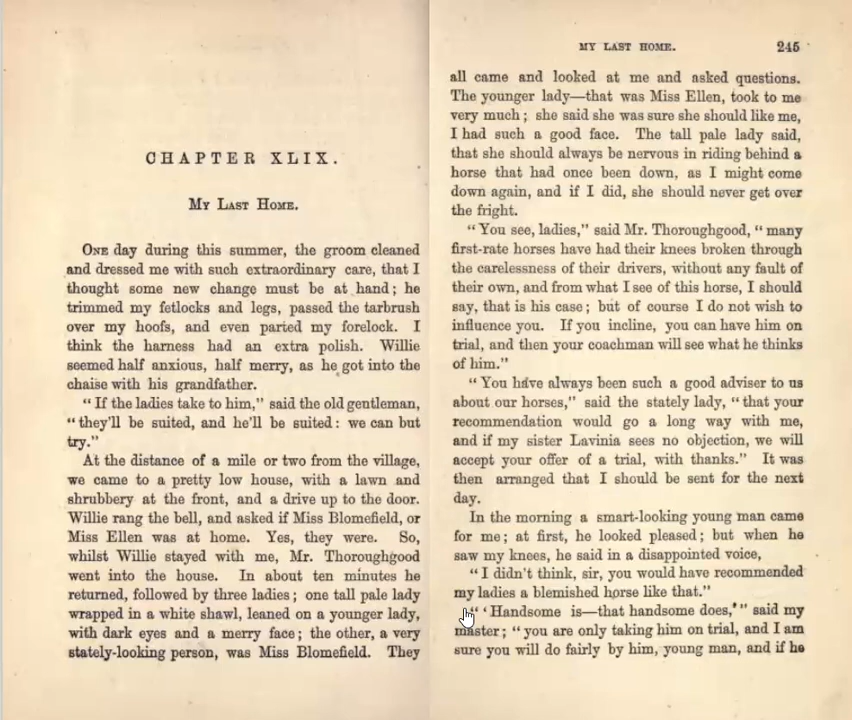 CHAPTER XLIX.
My Last Home.
One day during this summer, the groom cleaned
and dressed me with such extraordinary care, that I
thought some new change must be at hand; he
trimmed my fetlocks and legs, passed the tarbrush
over my hoofs, and even parted my forelock. I
think the harness had an extra polish. Willie
seemed half anxious, half merry, as he got into the
chaise with his grandfather.
“If the ladies take to him,” said the old gentleman,
“they’ll be suited, and he’ll be suited: we can but
try.”
At the distance of a mile or two from the village,
we came to a pretty low house, with a lawn and
shrubbery at the front, and a drive up to the door.
Willie rang the bell, and asked if Miss Blomefield, or
Miss Ellen was at home. Yes, they were. So,
whilst Willie stayed with me, Mr. Thoroughgood
went into the house. In about ten minutes he
returned, followed by three ladies; one tall pale lady
wrapped in a white shawl, leaned on a younger lady,
with dark eyes and a merry face; the other, a very
stately-looking person, was Miss Blomefield. They
MY LAST HOME. 245
all came and looked at me and asked questions.
The younger lady—that was Miss Ellen, took to me
very much; she said she was sure she should like me,
I had such a good face. The tall pale lady said,
that she should always be nervous in riding behind a
horse that had once been down, as I might come
down again, and if I did, she should never get over
the fright.
“You see, ladies,” said Mr. Thoroughgood, “many
first-rate horses have had their knees broken through
the carelessness of their drivers, without any fault of
their own, and from what I see of this horse, I should
say, that is his case; but of course I do not wish to
influence you. If you incline, you can have him on
trial, and then your coachman will see what he thinks
of him.”
“You have always been such a good adviser to us
about our horses,” said the stately lady, “that your
recommendation would go a long way with me,
and if my sister Lavinia sees no objection, we will
accept your offer of a trial, with thanks.” It was
then arranged that I should be sent for the next
day.
In the morning a smart-looking young man came
for me; at first, he looked pleased; but when he
saw my knees, he said in a disappointed voice,
“I didn’t think, sir, you would have recommended
my ladies a blemished horse like that.”
“‘Handsome is—that handsome does,’” said my
master; “you are only taking him on trial, and I am
sure you will do fairly by him, young man, and if he